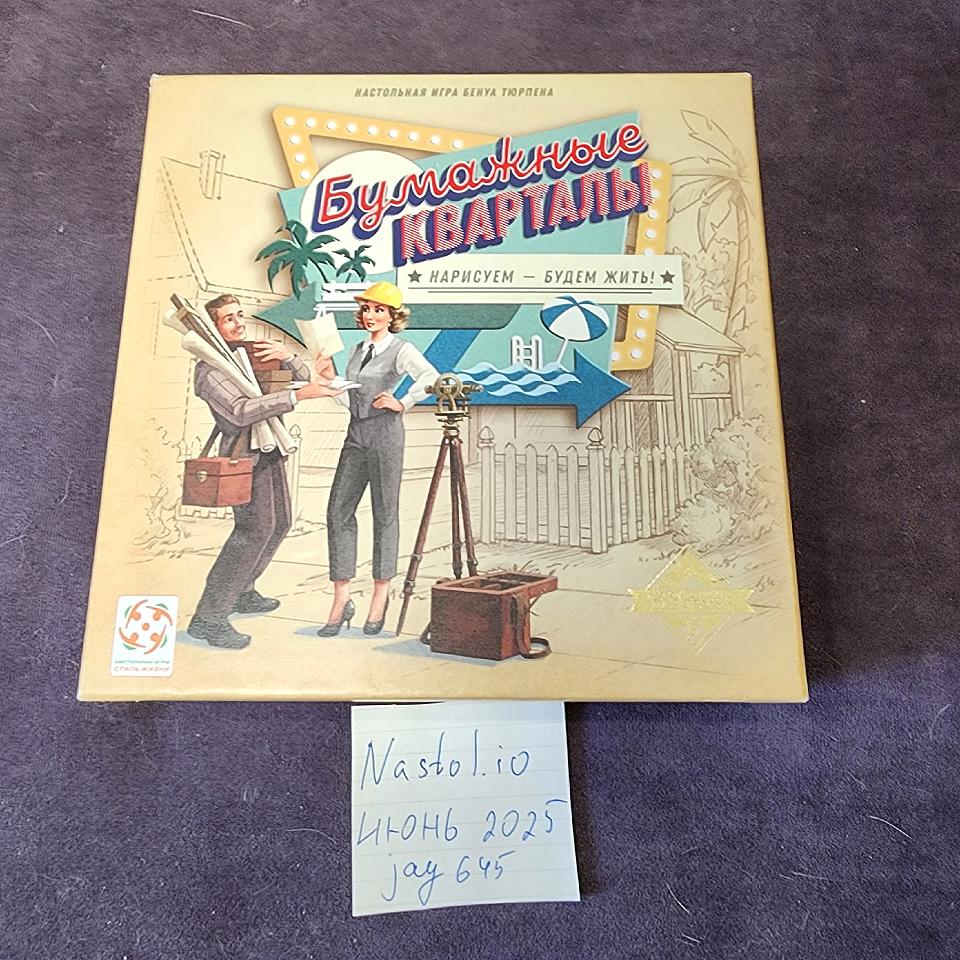 НАСТОЛЬНАЯ ИГРА БЕНУА ТЮРПЕНА
Бумажные
КВАРТАЛЫ
★ НАРИСУЕМ — БУДЕМ ЖИТЬ! ★
НАСТОЛЬНЫЕ ИГРЫ
СТИЛЬ ЖИЗНИ
Nastol.io
июнь 2025
jay645